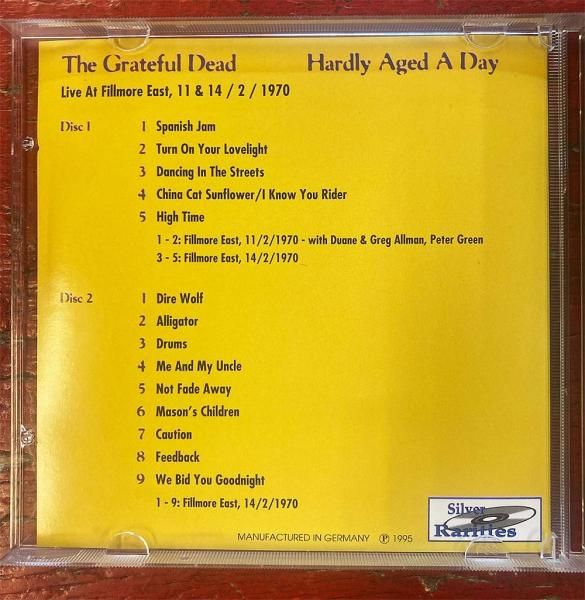 The Grateful Dead Hardly Aged A Day
Live At Fillmore East, 11 & 14 / 2 / 1970
Disc 1 1 Spanish Jam
2 Turn On Your Lovelight
3 Dancing In The Streets
4 China Cat Sunflower/I Know You Rider
5 High Time
1 - 2: Fillmore East, 11/2/1970 - with Duane & Greg Allman, Peter Green
3 - 5: Fillmore East, 14/2/1970
Disc 2 1 Dire Wolf
2 Alligator
3 Drums
4 Me And My Uncle
5 Not Fade Away
6 Mason's Children
7 Caution
8 Feedback
9 We Bid You Goodnight
1 - 9: Fillmore East, 14/2/1970
Silver
Rarities
MANUFACTURED IN GERMANY ℗ 1995